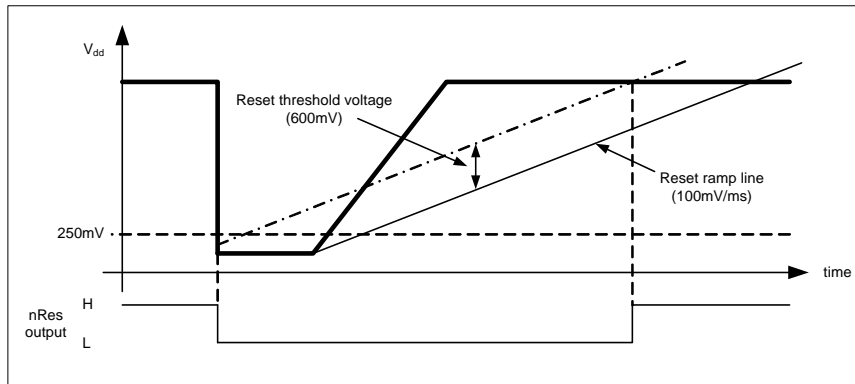 Vdd
Reset threshold voltage
(600mV)
Reset ramp line
(100mV/ms)
250mV
time
H
nRes
output
L